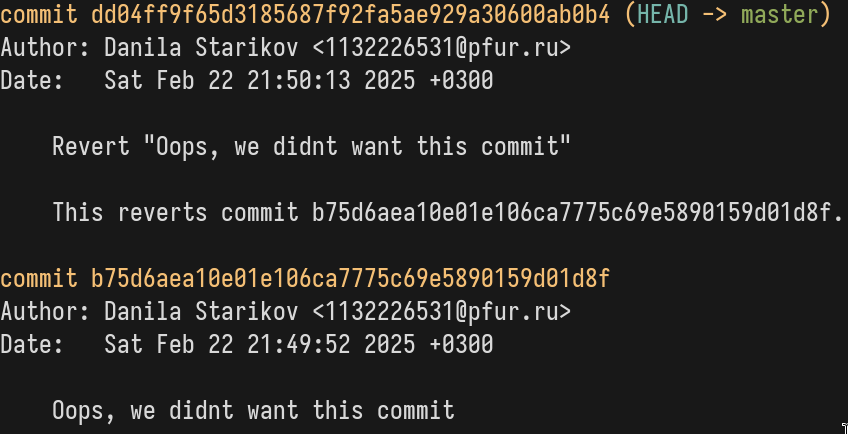 commit dd04ff9f65d3185687f92fa5ae929a30600ab0b4 (HEAD -> master)
Author: Danila Starikov <1132226531@pfur.ru>
Date:   Sat Feb 22 21:50:13 2025 +0300
Revert "Oops, we didnt want this commit"
This reverts commit b75d6aea10e01e106ca7775c69e5890159d01d8f.
commit b75d6aea10e01e106ca7775c69e5890159d01d8f
Author: Danila Starikov <1132226531@pfur.ru>
Date:   Sat Feb 22 21:49:52 2025 +0300
Oops, we didnt want this commit